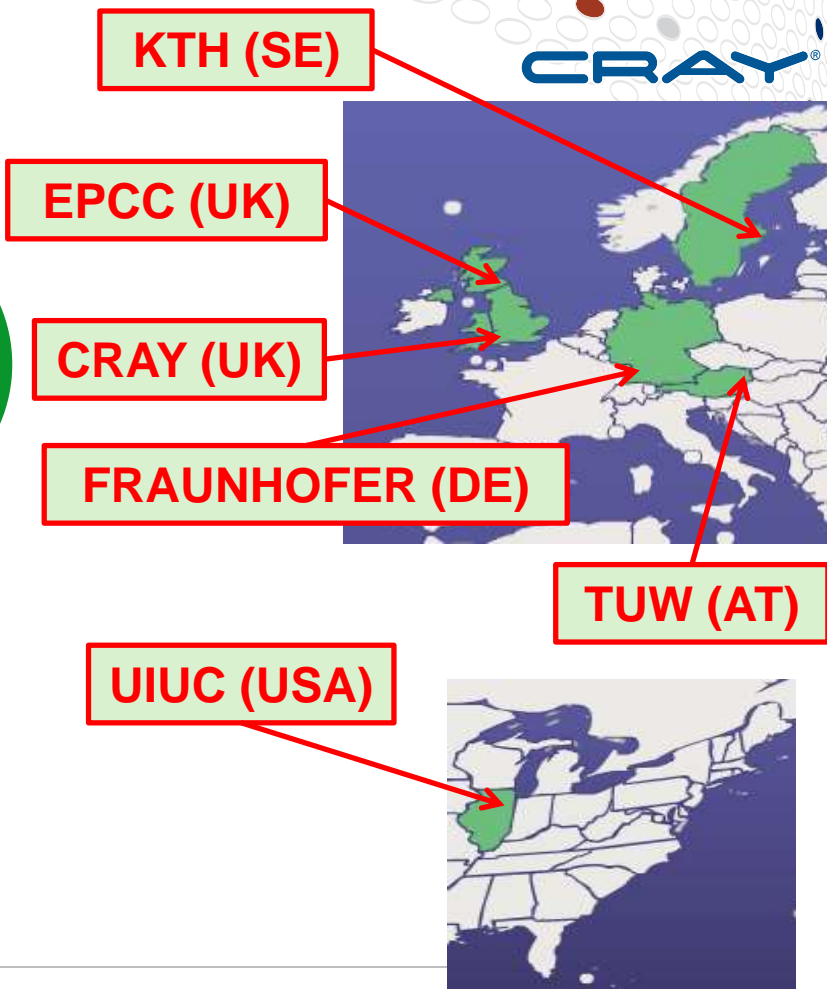 KTH (SE)
CRAY®
EPCC (UK)
CRAY (UK)
FRAUNHOFER (DE)
TUW (AT)
UIUC (USA)